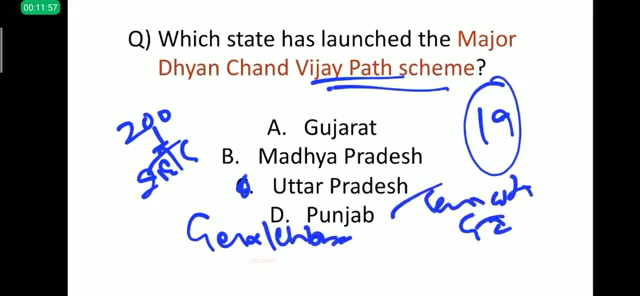 00:11:57
Q) Which state has launched the Major
Dhyan Chand Vijay Path scheme?
200
19
A. Gujarat
B. Madhya Pradesh
Uttar Pradesh
D. Punjab